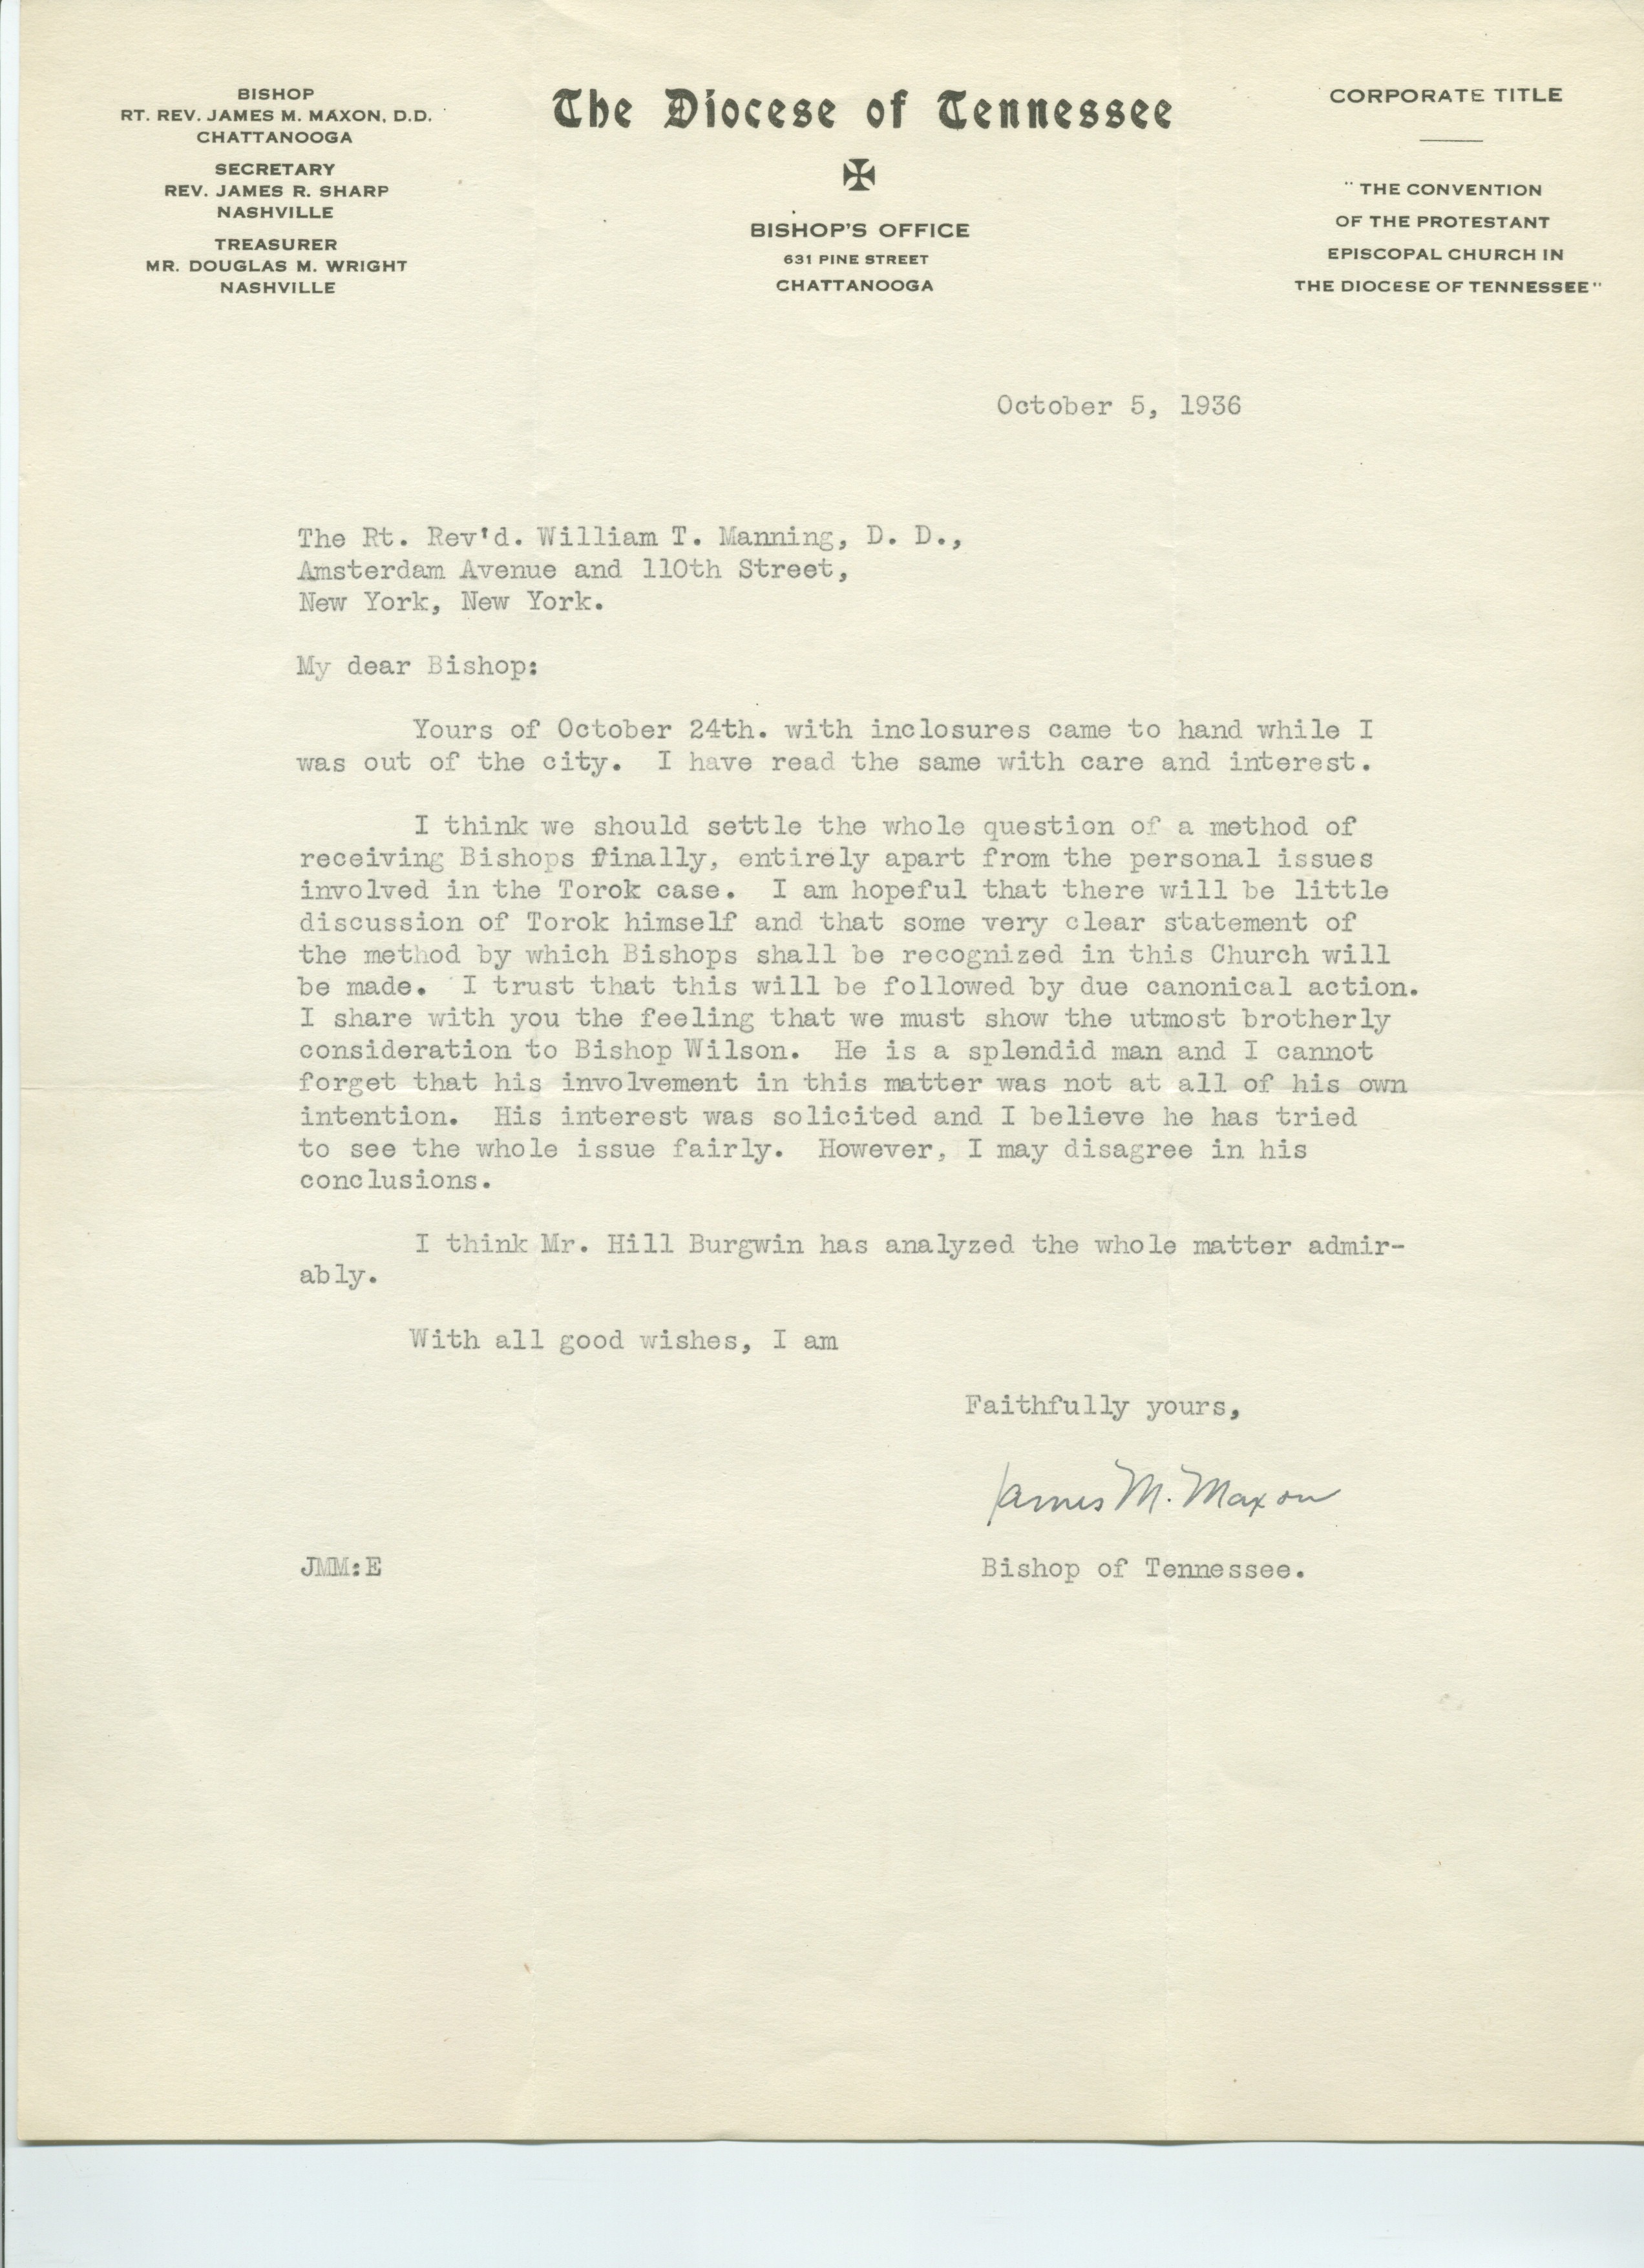 BISHOP
RT. REV. JAMES M. MAXON, D.D.
CHATTANOOGA
SECRETARY
REV. JAMES R. SHARP
NASHVILLE
TREASURER
MR. DOUGLAS M. WRIGHT
NASHVILLE
The Diocese of Tennessee
BISHOP'S OFFICE
631 PINE STREET
CHATTANOOGA
CORPORATE TITLE
"THE CONVENTION
OF THE PROTESTANT
EPISCOPAL CHURCH IN
THE DIOCESE OF TENNESSEE"
October 5, 1936
The Rt. Rev'd. William T. Manning, D. D.,
Amsterdam Avenue and 110th Street,
New York, New York.
My dear Bishop:
Yours of October 24th. with inclosures came to hand while I
was out of the city. I have read the same with care and interest.
I think we should settle the whole question of a method of
receiving Bishops finally, entirely apart from the personal issues
involved in the Torok case. I am hopeful that there will be little
discussion of Torok himself and that some very clear statement of
the method by which Bishops shall be recognized in this Church will
be made. I trust that this will be followed by due canonical action.
I share with you the feeling that we must show the utmost brotherly
consideration to Bishop Wilson. He is a splendid man and I cannot
forget that his involvement in this matter was not at all of his own
intention. His interest was solicited and I believe he has tried
to see the whole issue fairly. However, I may disagree in his
conclusions.
I think Mr. Hill Burgwin has analyzed the whole matter admir-
ably.
With all good wishes, I am
Faithfully yours,
James M. Maxon
JMM:E
Bishop of Tennessee.